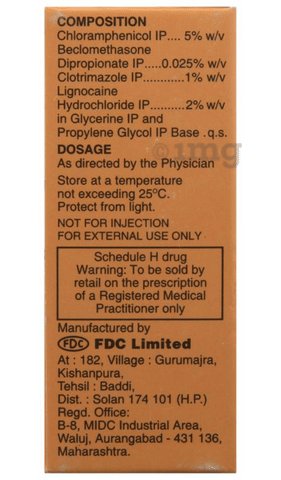 COMPOSITION
Chloramphenicol IP.... 5% w/v
Beclomethasone
Dipropionate IP.....0.025% w/v
Clotrimazole IP...........1% w/v
Lignocaine
Hydrochloride IP..........2% w/v
in Glycerine IP and
Propylene Glycol IP Base .q.s.
DOSAGE
As directed by the Physician
Store at a temperature
not exceeding 25°C.
Protect from light.
NOT FOR INJECTION
FOR EXTERNAL USE ONLY
Schedule H drug
Warning: To be sold by
retail on the prescription
of a Registered Medical
Practitioner only
Manufactured by
FDC FDC Limited
At : 182, Village : Gurumajra,
Kishanpura,
Tehsil : Baddi,
Dist. : Solan 174 101 (H.P.)
Regd. Office:
B-8, MIDC Industrial Area,
Waluj, Aurangabad - 431 136,
Maharashtra.
1mg